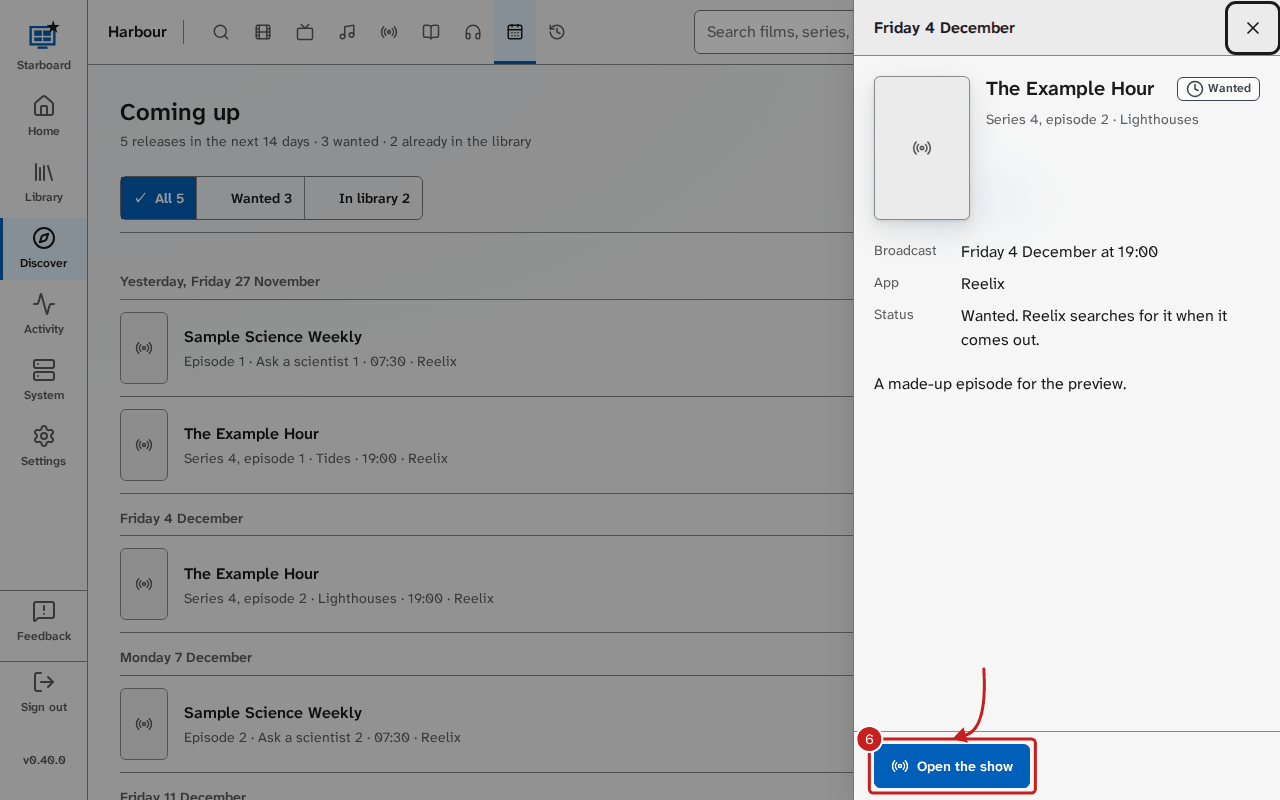 Starboard
Home
Library
Discover
Activity
System
Settings
Feedback
Sign out
v0.40.0
Harbour
Search films, series,
Coming up
5 releases in the next 14 days · 3 wanted · 2 already in the library
✓ All 5
Wanted 3
In library 2
Yesterday, Friday 27 November
Sample Science Weekly
Episode 1 · Ask a scientist 1 · 07:30 · Reelix
The Example Hour
Series 4, episode 1 · Tides · 19:00 · Reelix
Friday 4 December
The Example Hour
Series 4, episode 2 · Lighthouses · 19:00 · Reelix
Monday 7 December
Sample Science Weekly
Episode 2 · Ask a scientist 2 · 07:30 · Reelix
Friday 11 December
Friday 4 December
The Example Hour
Wanted
Series 4, episode 2 · Lighthouses
Broadcast
Friday 4 December at 19:00
App
Reelix
Status
Wanted. Reelix searches for it when it
comes out.
A made-up episode for the preview.
6
Open the show